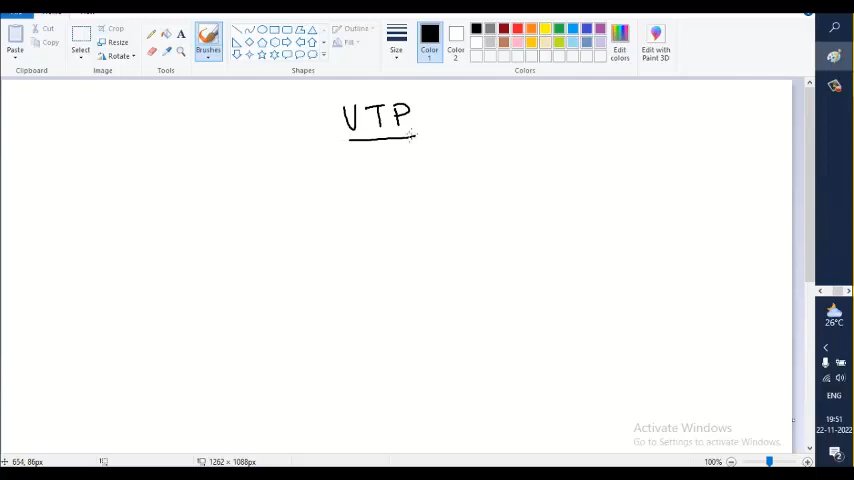 Paste
Cut
Copy
Clipboard
Select
Crop
Resize
Rotate
Image
A
Tools
Brushes
Outline
Fill
Shapes
Size
Color
1
Color
2
Edit
colors
Colors
Edit with
Paint 3D
VTP
Activate Windows
Go to Settings to activate Windows.
654, 86px
1262 × 1088px
100%
26°C
ENG
19:51
22-11-2022
2